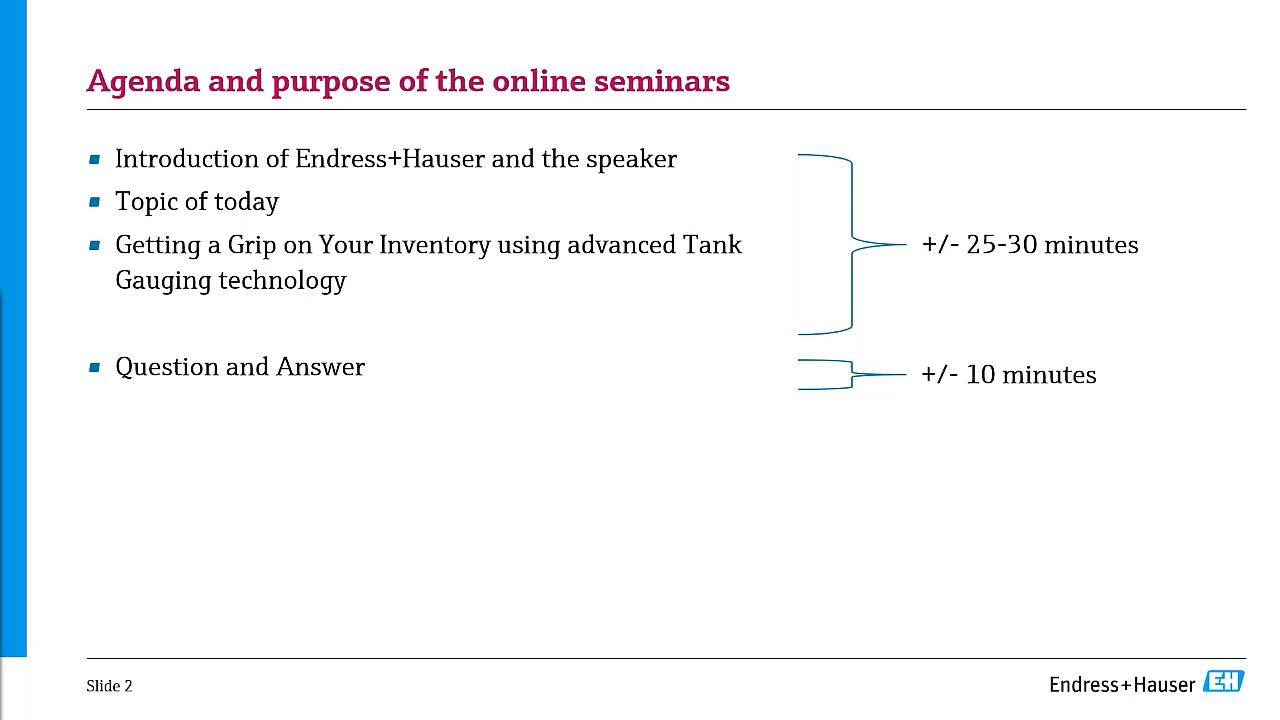 Agenda and purpose of the online seminars
Introduction of Endress+Hauser and the speaker
Topic of today
Getting a Grip on Your Inventory using advanced Tank
Gauging technology
+/- 25-30 minutes
Question and Answer
+/- 10 minutes
Slide 2
Endress+Hauser EH